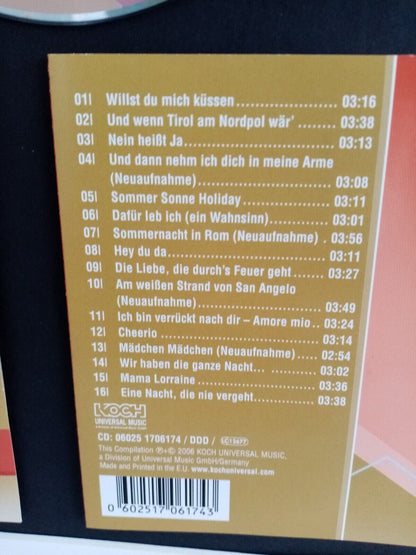 01| Willst du mich küssen........................ 03:16
02| Und wenn Tirol am Nordpol wär' ........ 03:38
03| Nein heißt Ja.................................... 03:13
04| Und dann nehm ich dich in meine Arme
(Neuaufnahme)................................. 03:08
05| Sommer Sonne Holiday...................... 03:11
06| Dafür leb ich (ein Wahnsinn).............. 03:01
07| Sommernacht in Rom (Neuaufnahme) . 03:56
08| Hey du da........................................ 03:11
09| Die Liebe, die durch's Feuer geht........ 03:27
10| Am weißen Strand von San Angelo
(Neuaufnahme)................................ 03:49
11| Ich bin verrückt nach dir – Amore mio .. 03:24
12| Cheerio........................................... 03:14
13| Mädchen Mädchen (Neuaufnahme) ... 02:54
14| Wir haben die ganze Nacht... ............ 03:02
15| Mama Lorraine ................................ 03:36
16| Eine Nacht, die nie vergeht................ 03:38
KOCH
UNIVERSAL MUSIC
a Division of Universal Music GmbH
CD: 06025 1706174 / DDD / LC 13677
This Compilation ℗+© 2006 KOCH UNIVERSAL MUSIC,
a Division of Universal Music GmbH/Germany
Made and Printed in the E.U. www.kochuniversal.com
0 602517 061743